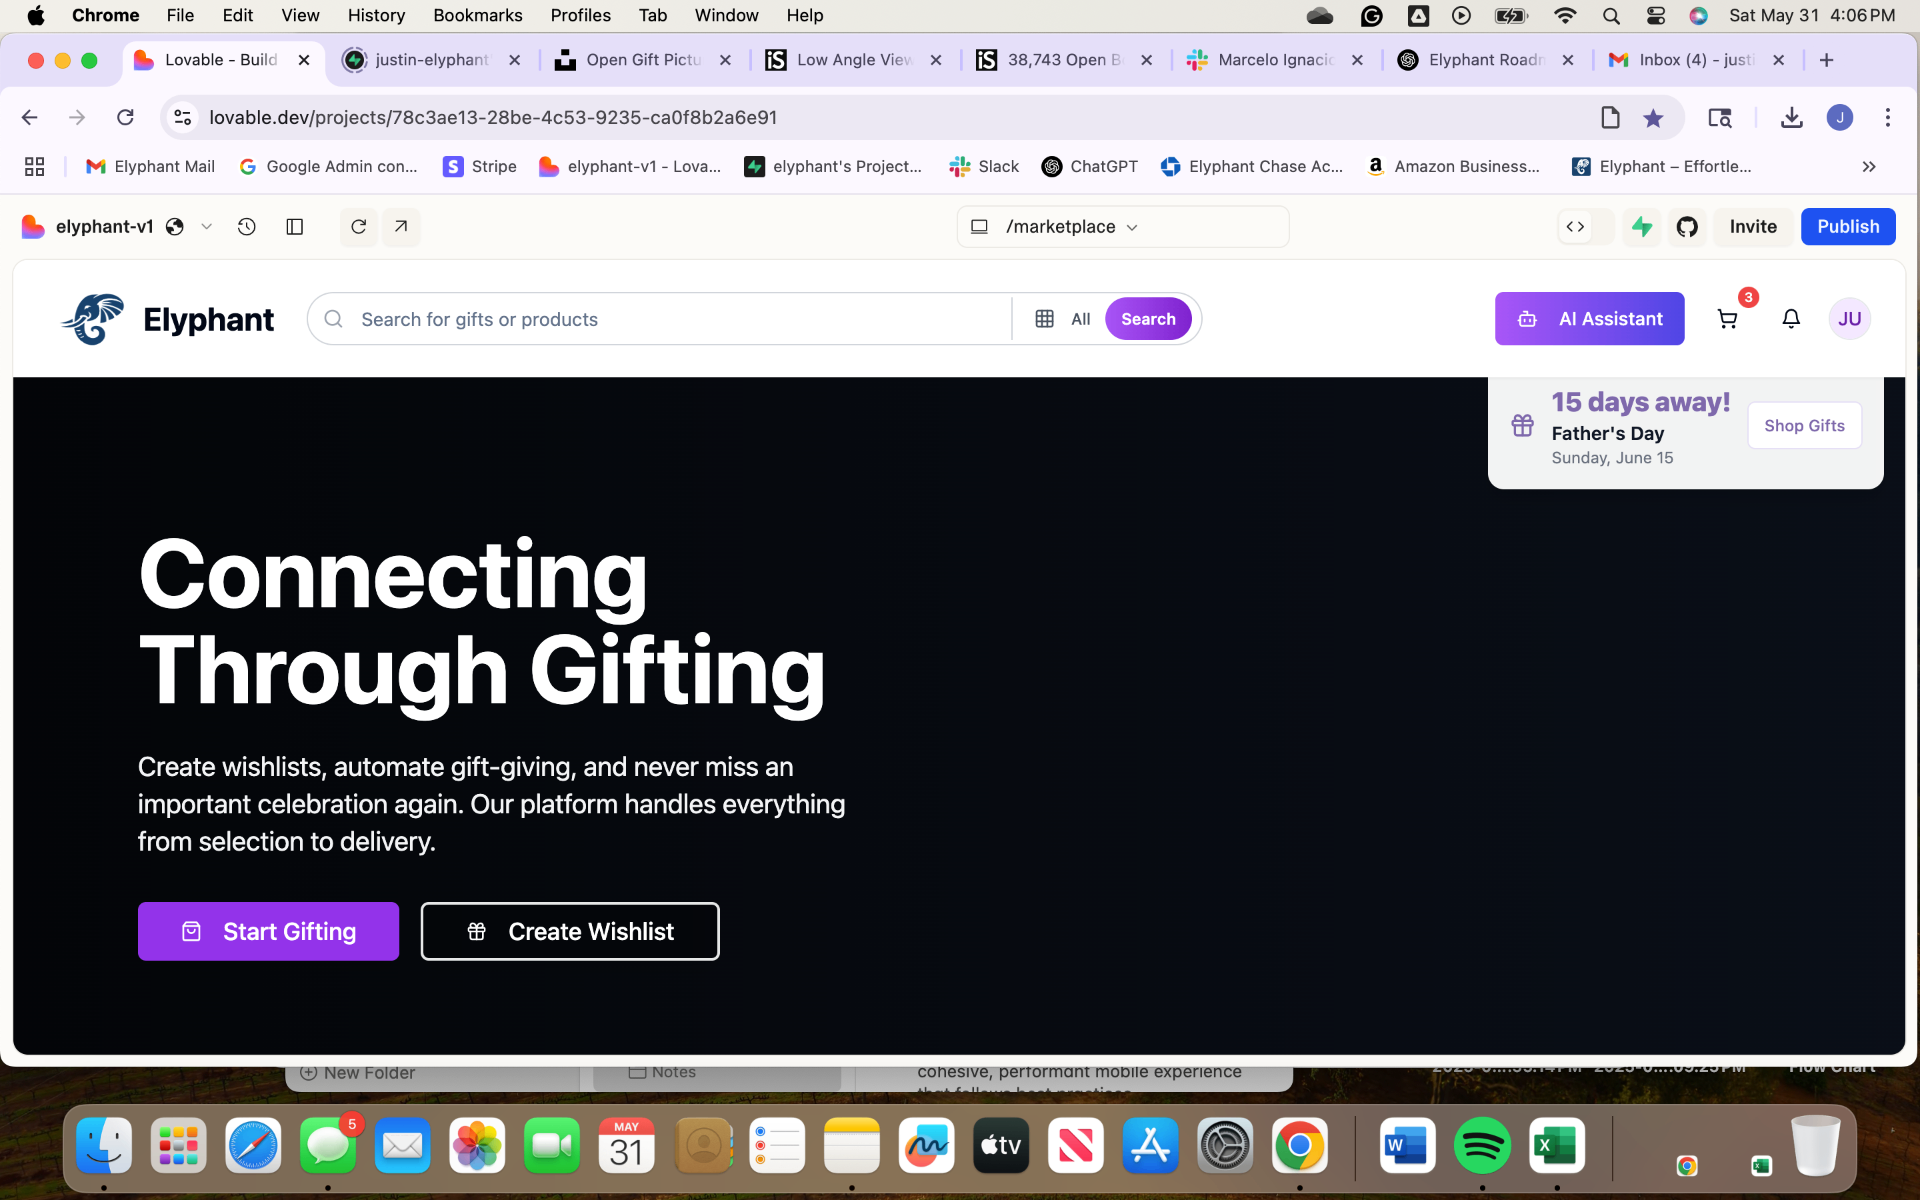 Chrome File Edit View History Bookmarks Profiles Tab Window Help Sat May 31 4:06 PM
Lovable - Build justin-elyphant' Open Gift Pictu Low Angle View 38,743 Open B Marcelo Ignacio Elyphant Roadm Inbox (4) - justi
lovable.dev/projects/78c3ae13-28be-4c53-9235-ca0f8b2a6e91 J
Elyphant Mail Google Admin con... Stripe elyphant-v1 - Lova... elyphant's Project... Slack ChatGPT Elyphant Chase Ac... Amazon Business... Elyphant – Effortle...
elyphant-v1 /marketplace Invite Publish
Elyphant Search for gifts or products All Search AI Assistant 3 JU
15 days away!
Father's Day
Sunday, June 15
Shop Gifts
Connecting
Through Gifting
Create wishlists, automate gift-giving, and never miss an
important celebration again. Our platform handles everything
from selection to delivery.
Start Gifting Create Wishlist
New Folder Notes cohesive, performant mobile experience
Flow Chart
5
MAY
31
tv
W
X